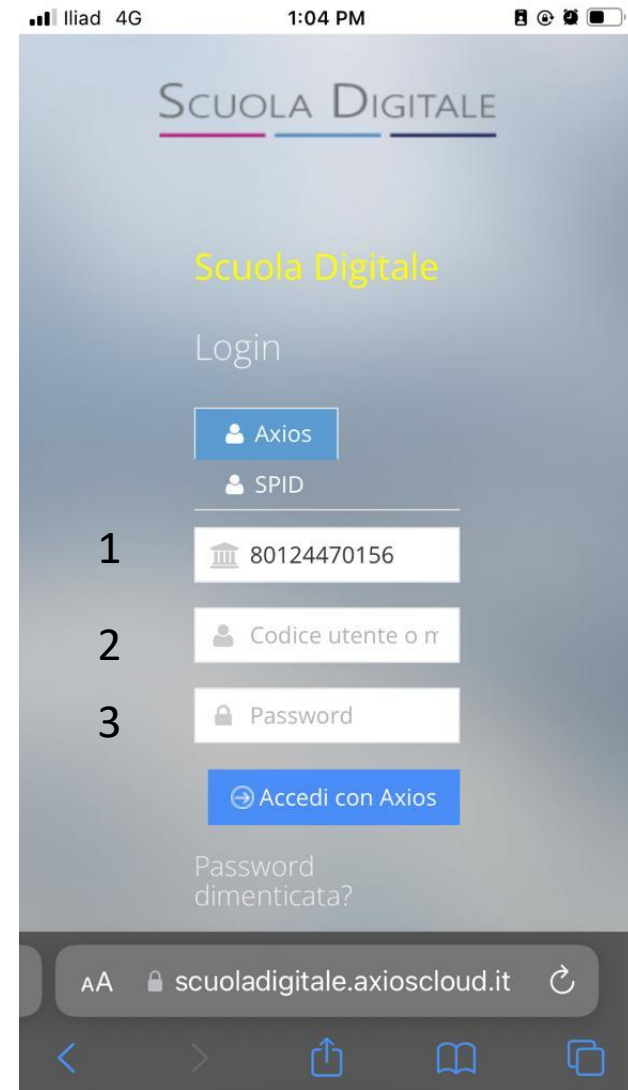 Iliad 4G 1:04 PM
SCUOLA DIGITALE
Scuola Digitale
Login
Axios
SPID
1 80124470156
2 Codice utente o m
3 Password
Accedi con Axios
Password
dimenticata?
AA scuoladigitale.axioscloud.it